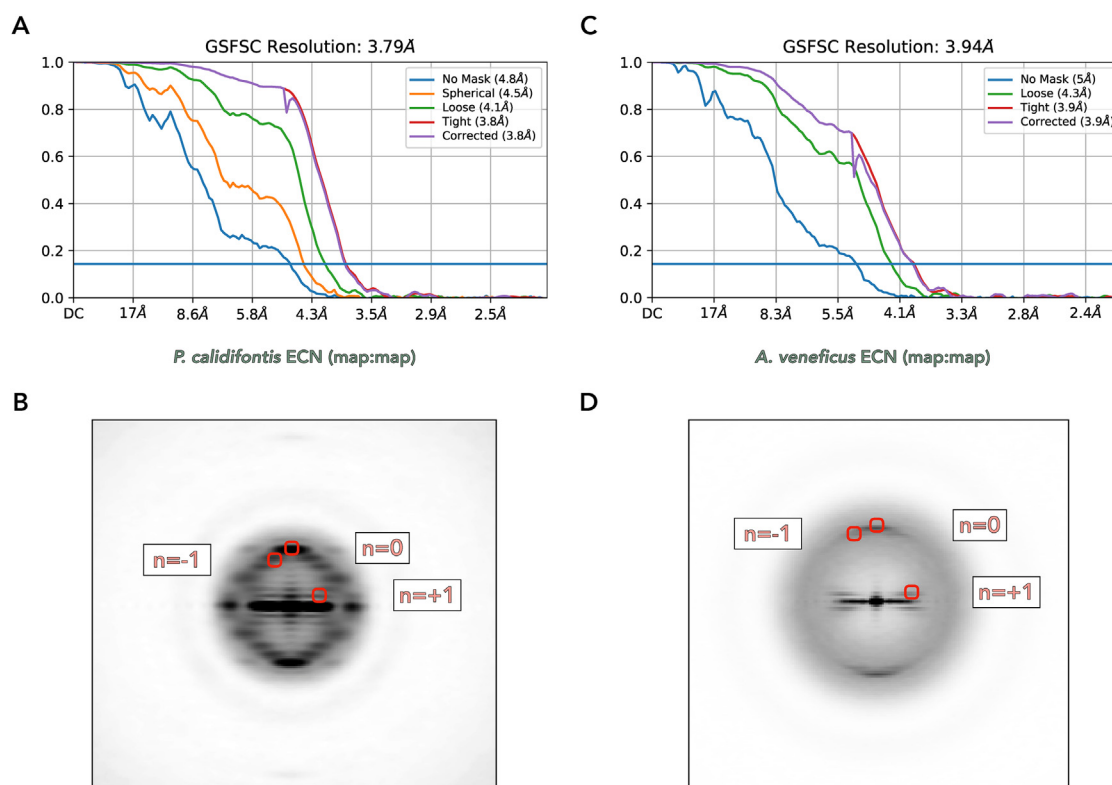 A
GSFSC Resolution: 3.79Å
1.0
0.8
0.6
0.4
0.2
0.0
No Mask (4.8Å)
Spherical (4.5Å)
Loose (4.1Å)
Tight (3.8Å)
Corrected (3.8Å)
DC 17Å 8.6Å 5.8Å 4.3Å 3.5Å 2.9Å 2.5Å
P. calidifontis ECN (map:map)
C
GSFSC Resolution: 3.94Å
1.0
0.8
0.6
0.4
0.2
0.0
No Mask (5Å)
Loose (4.3Å)
Tight (3.9Å)
Corrected (3.9Å)
DC 17Å 8.3Å 5.5Å 4.1Å 3.3Å 2.8Å 2.4Å
A. veneficus ECN (map:map)
B
n=-1
n=0
n=+1
D
n=-1
n=0
n=+1